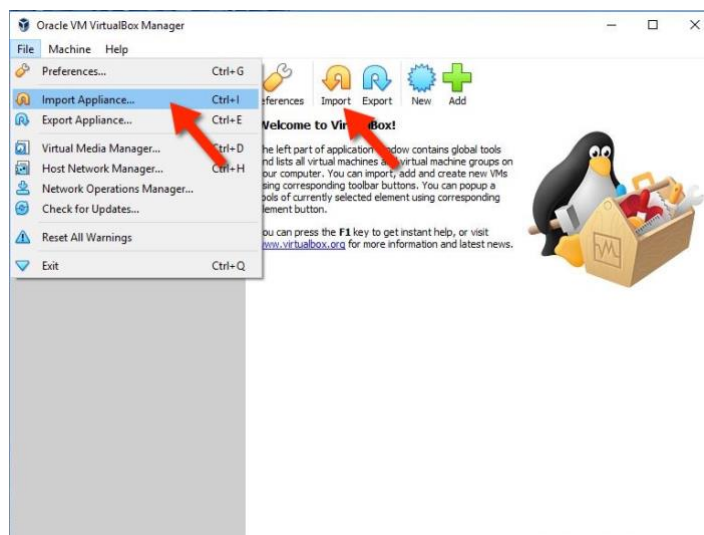 Oracle VM VirtualBox Manager
File Machine Help
Preferences... Ctrl+G
Import Appliance... Ctrl+I
Export Appliance... Ctrl+E
Virtual Media Manager... Ctrl+D
Host Network Manager... Ctrl+H
Network Operations Manager...
Check for Updates...
Reset All Warnings
Exit Ctrl+Q
eferences Import Export New Add
Welcome to Vir Box!
he left part of application dow contains global tools
nd lists all virtual machines virtual machine groups on
our computer. You can import, add and create new VMs
sing corresponding toolbar buttons. You can popup a
ools of currently selected element using corresponding
lement button.
ou can press the F1 key to get instant help, or visit
www.virtualbox.org for more information and latest news.
VM